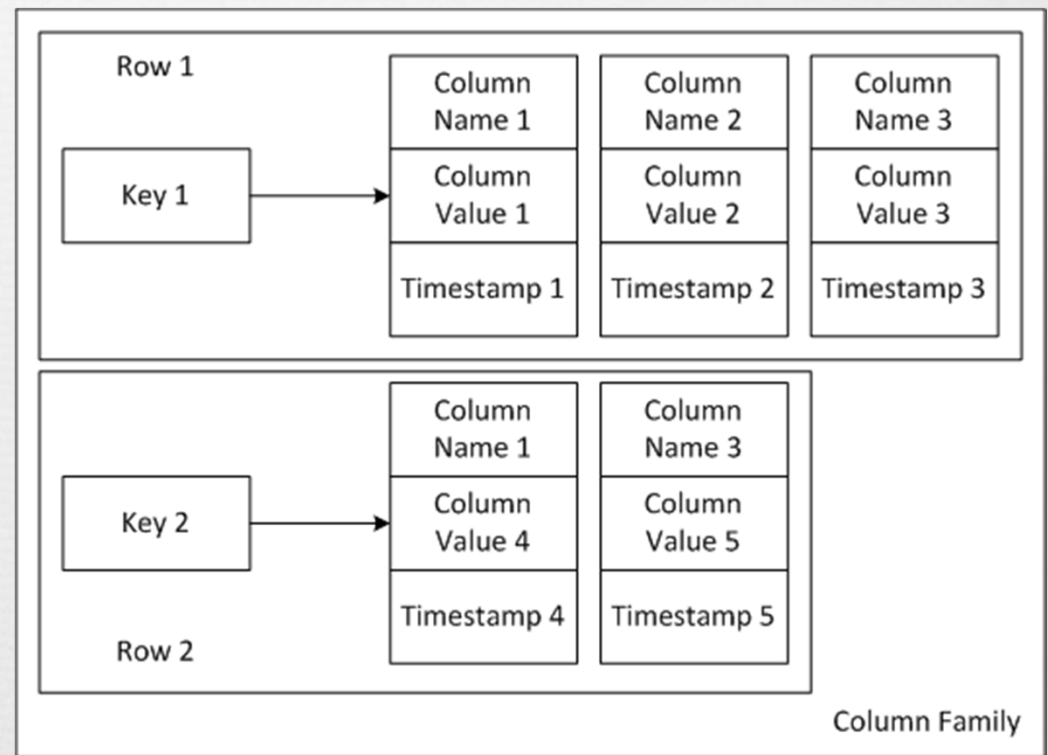 Row 1
Key 1
Column
Name 1
Column
Value 1
Timestamp 1
Column
Name 2
Column
Value 2
Timestamp 2
Column
Name 3
Column
Value 3
Timestamp 3
Key 2
Row 2
Column
Name 1
Column
Value 4
Timestamp 4
Column
Name 3
Column
Value 5
Timestamp 5
Column Family